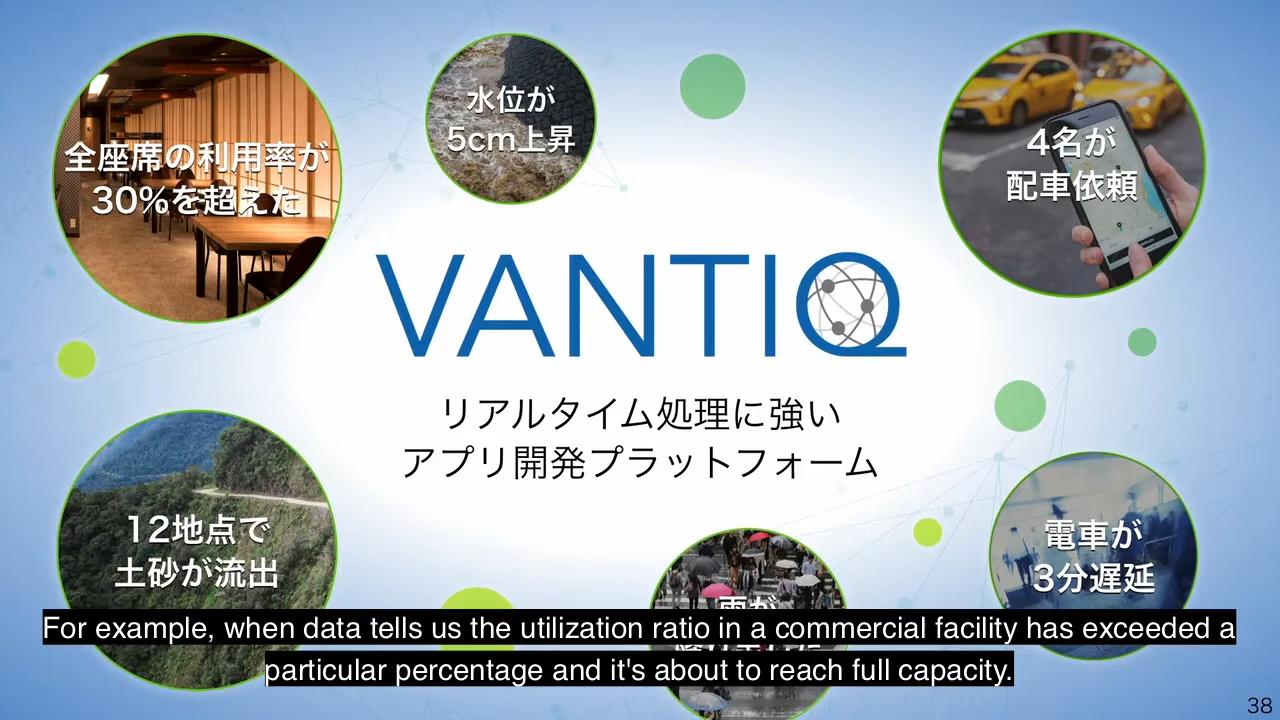 全座席の利用率が
30%を超えた
水位が
5cm上昇
4名が
配車依頼
VANTIQ
リアルタイム処理に強い
アプリ開発プラットフォーム
12地点で
土砂が流出
雨が
電車が
3分遅延
For example, when data tells us the utilization ratio in a commercial facility has exceeded a
particular percentage and it's about to reach full capacity.
38